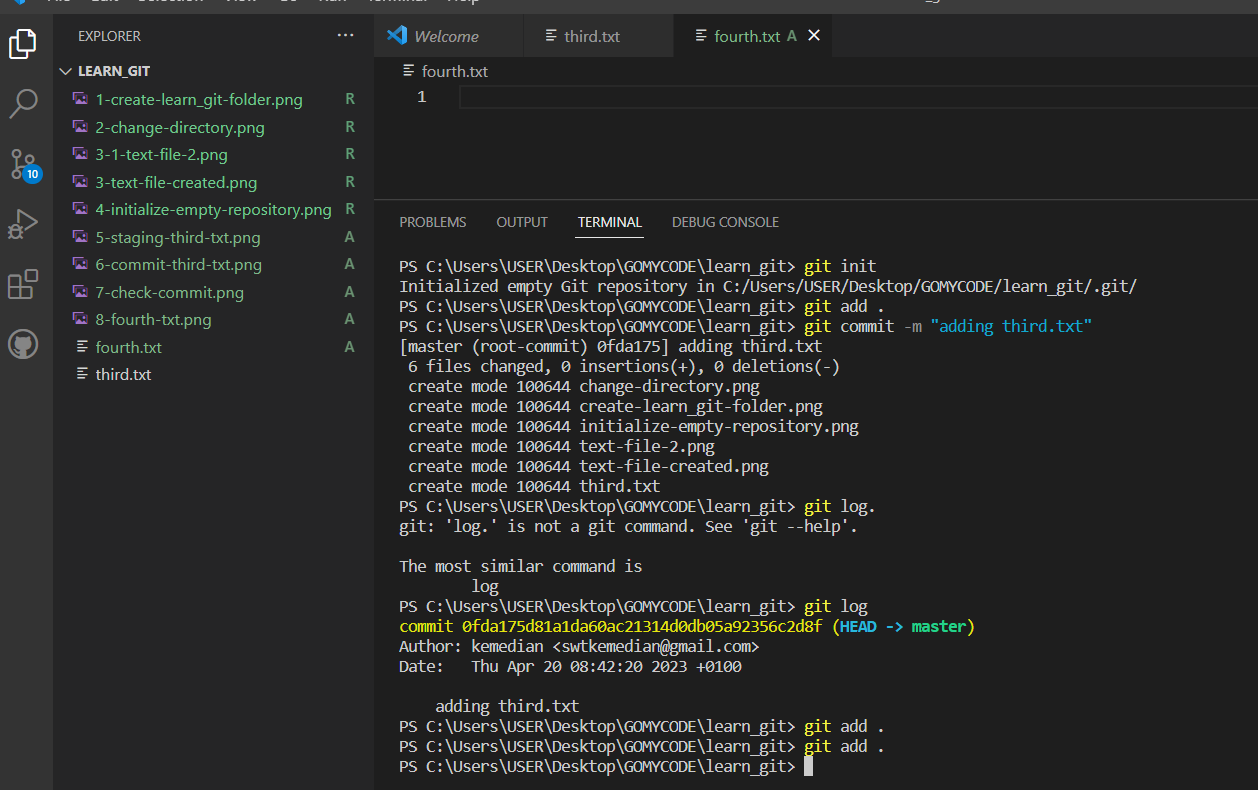 File Edit Selection View Go Run Terminal Help
EXPLORER ···
LEARN_GIT
1-create-learn_git-folder.png R
2-change-directory.png R
3-1-text-file-2.png R
3-text-file-created.png R
4-initialize-empty-repository.png R
5-staging-third-txt.png A
6-commit-third-txt.png A
7-check-commit.png A
8-fourth-txt.png A
fourth.txt A
third.txt
10
Welcome
third.txt
fourth.txt A
fourth.txt
1
PROBLEMS OUTPUT TERMINAL DEBUG CONSOLE
PS C:\Users\USER\Desktop\GOMYCODE\learn_git> git init
Initialized empty Git repository in C:/Users/USER/Desktop/GOMYCODE/learn_git/.git/
PS C:\Users\USER\Desktop\GOMYCODE\learn_git> git add .
PS C:\Users\USER\Desktop\GOMYCODE\learn_git> git commit -m "adding third.txt"
[master (root-commit) 0fda175] adding third.txt
6 files changed, 0 insertions(+), 0 deletions(-)
create mode 100644 change-directory.png
create mode 100644 create-learn_git-folder.png
create mode 100644 initialize-empty-repository.png
create mode 100644 text-file-2.png
create mode 100644 text-file-created.png
create mode 100644 third.txt
PS C:\Users\USER\Desktop\GOMYCODE\learn_git> git log.
git: 'log.' is not a git command. See 'git --help'.
The most similar command is
log
PS C:\Users\USER\Desktop\GOMYCODE\learn_git> git log
commit 0fda175d81a1da60ac21314d0db05a92356c2d8f (HEAD -> master)
Author: kemedian <swtkemedian@gmail.com>
Date: Thu Apr 20 08:42:20 2023 +0100
adding third.txt
PS C:\Users\USER\Desktop\GOMYCODE\learn_git> git add .
PS C:\Users\USER\Desktop\GOMYCODE\learn_git> git add .
PS C:\Users\USER\Desktop\GOMYCODE\learn_git>